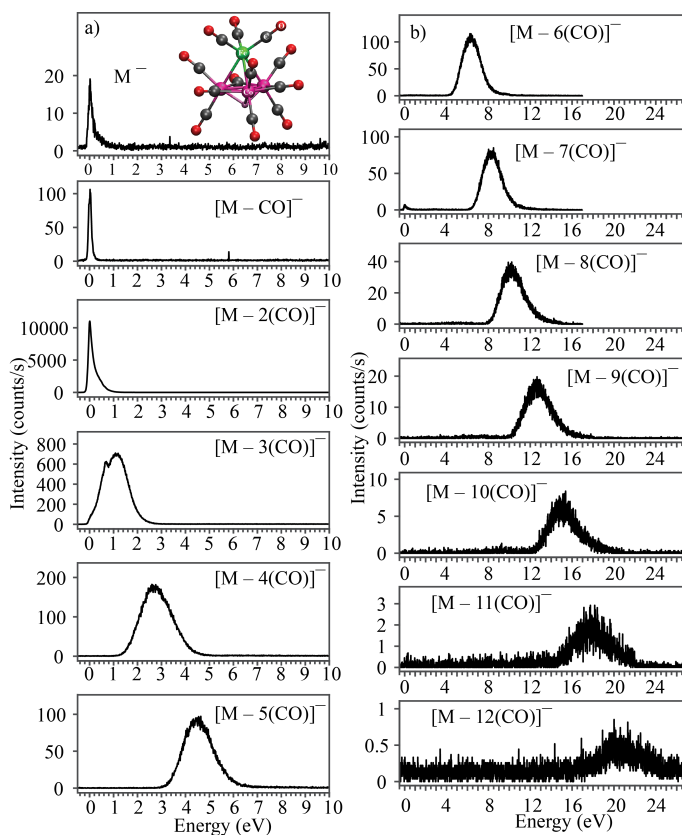 a)
M⁻
20
10
0
0 1 2 3 4 5 6 7 8 9 10
[M – CO]⁻
100
50
0
0 1 2 3 4 5 6 7 8 9 10
[M – 2(CO)]⁻
10000
5000
0
0 1 2 3 4 5 6 7 8 9 10
[M – 3(CO)]⁻
800
600
400
200
0
0 1 2 3 4 5 6 7 8 9 10
[M – 4(CO)]⁻
200
100
0
0 1 2 3 4 5 6 7 8 9 10
[M – 5(CO)]⁻
100
50
0
0 1 2 3 4 5 6 7 8 9 10
Energy (eV)
Intensity (counts/s)
b)
[M – 6(CO)]⁻
100
50
0
0 4 8 12 16 20 24
[M – 7(CO)]⁻
100
50
0
0 4 8 12 16 20 24
[M – 8(CO)]⁻
40
20
0
0 4 8 12 16 20 24
[M – 9(CO)]⁻
20
10
0
0 4 8 12 16 20 24
[M – 10(CO)]⁻
10
5
0
0 4 8 12 16 20 24
[M – 11(CO)]⁻
3
2
1
0
0 4 8 12 16 20 24
[M – 12(CO)]⁻
1
0.5
0
0 4 8 12 16 20 24
Energy (eV)
Intensity (counts/s)